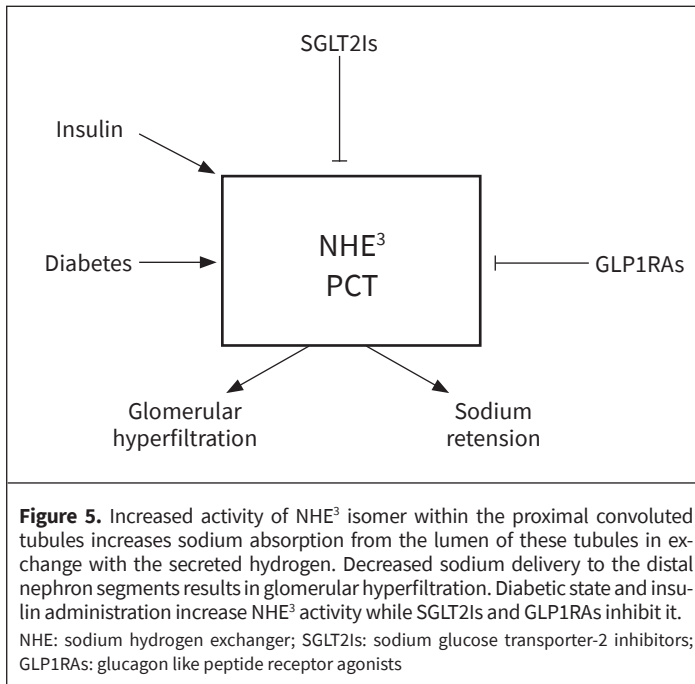 SGLT2Is
Insulin
Diabetes
NHE³
PCT
GLP1RAs
Glomerular
hyperfiltration
Sodium
retension
Figure 5. Increased activity of NHE³ isomer within the proximal convoluted
tubules increases sodium absorption from the lumen of these tubules in ex-
change with the secreted hydrogen. Decreased sodium delivery to the distal
nephron segments results in glomerular hyperfiltration. Diabetic state and insu-
lin administration increase NHE³ activity while SGLT2Is and GLP1RAs inhibit it.
NHE: sodium hydrogen exchanger; SGLT2Is: sodium glucose transporter-2 inhibitors;
GLP1RAs: glucagon like peptide receptor agonists